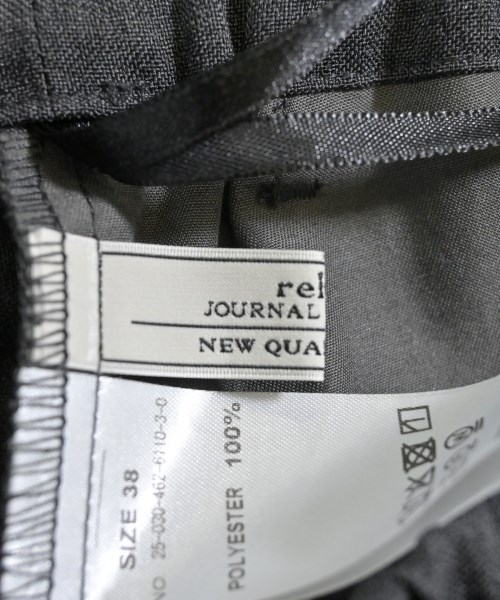 rel
JOURNAL
NEW QUA
SIZE 38
NO 25-030-462-6110-3-0
POLYESTER 100%